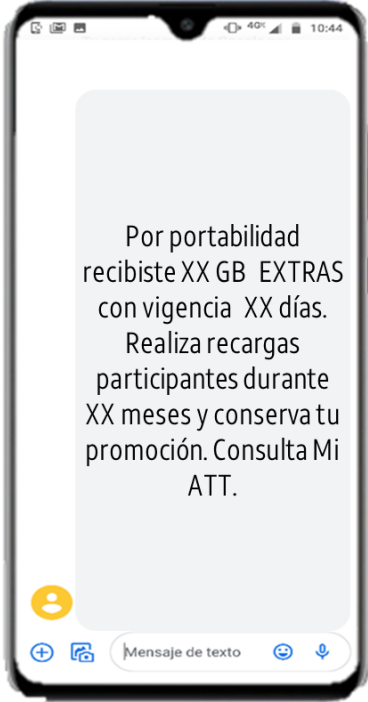 40X 10:44
Por portabilidad
recibiste XX GB EXTRAS
con vigencia XX días.
Realiza recargas
participantes durante
XX meses y conserva tu
promoción. Consulta Mi
ATT.
Mensaje de texto